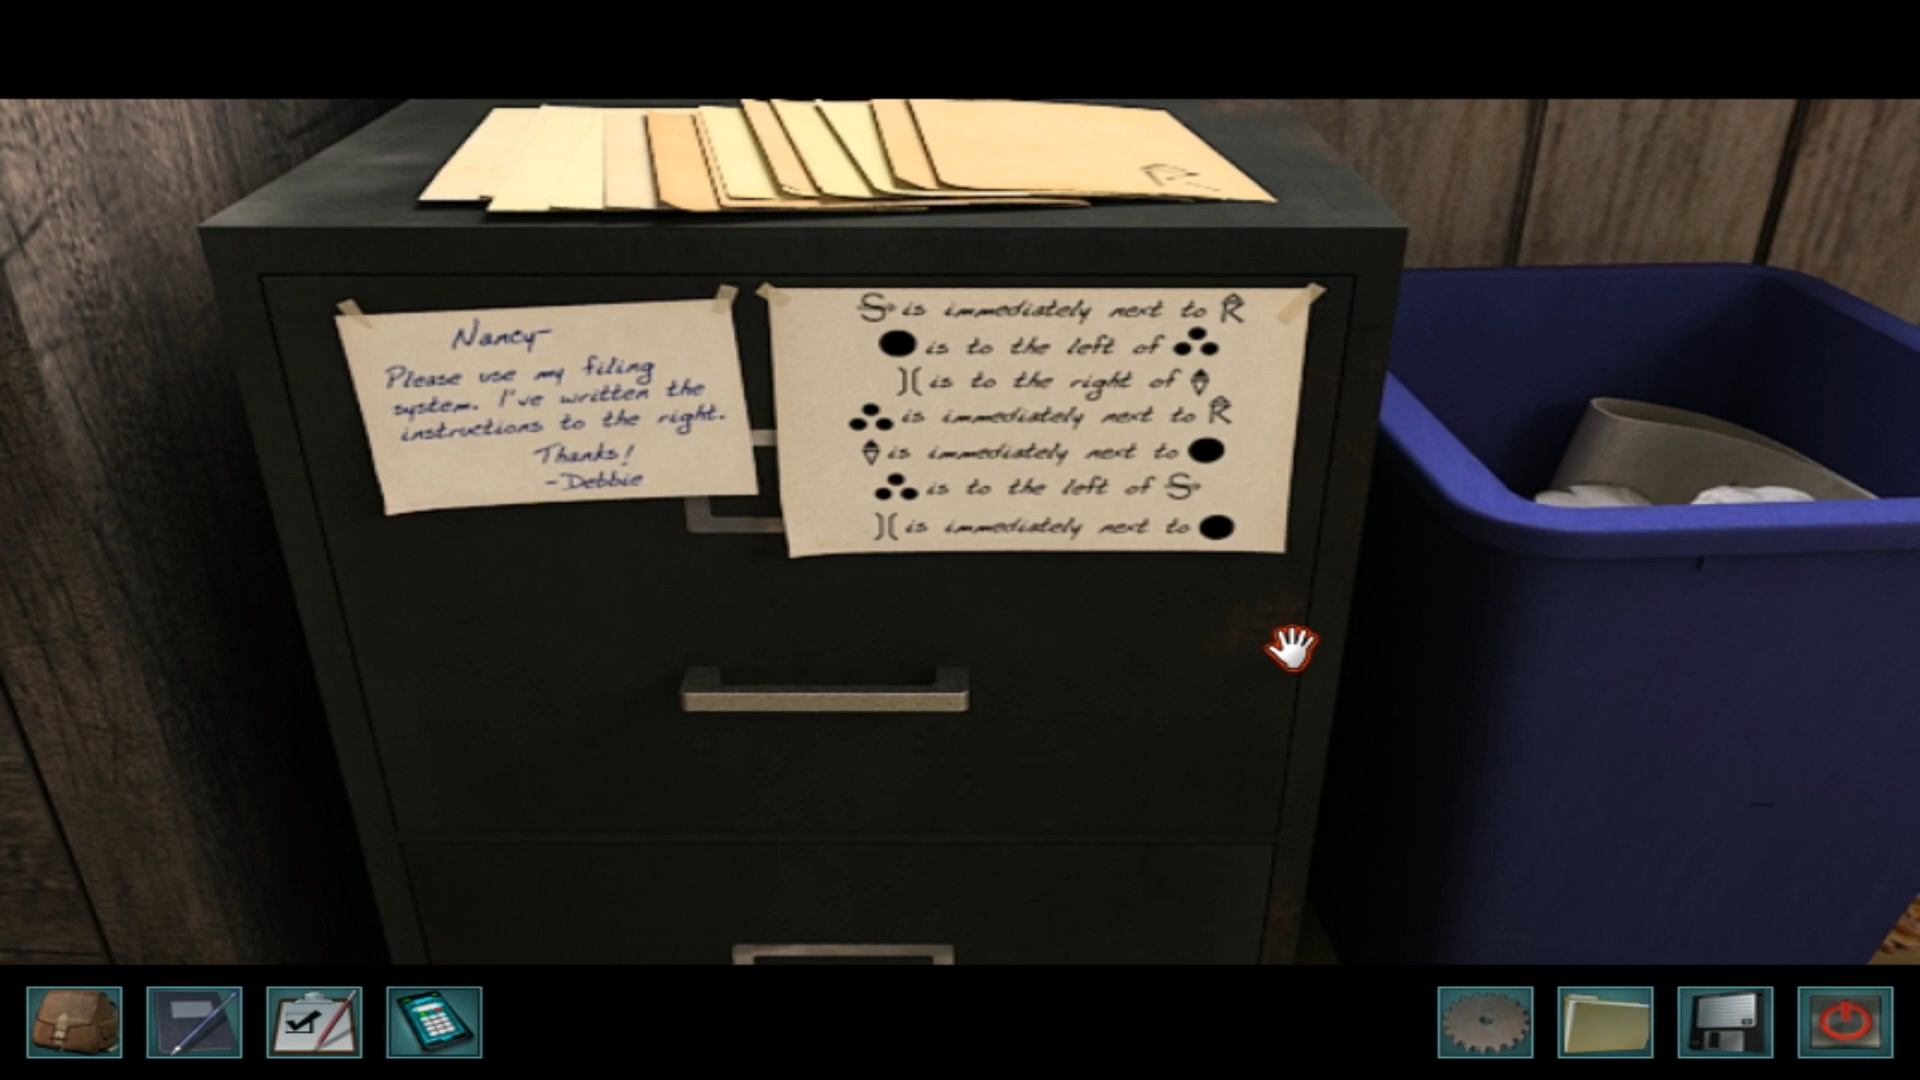 Nancy-
Please use my filing
system. I've written the
instructions to the right.
Thanks!
-Debbie
S is immediately next to R
● is to the left of ●●●
)( is to the right of ♦
●●● is immediately next to R
♦ is immediately next to ●
●●● is to the left of S
)( is immediately next to ●